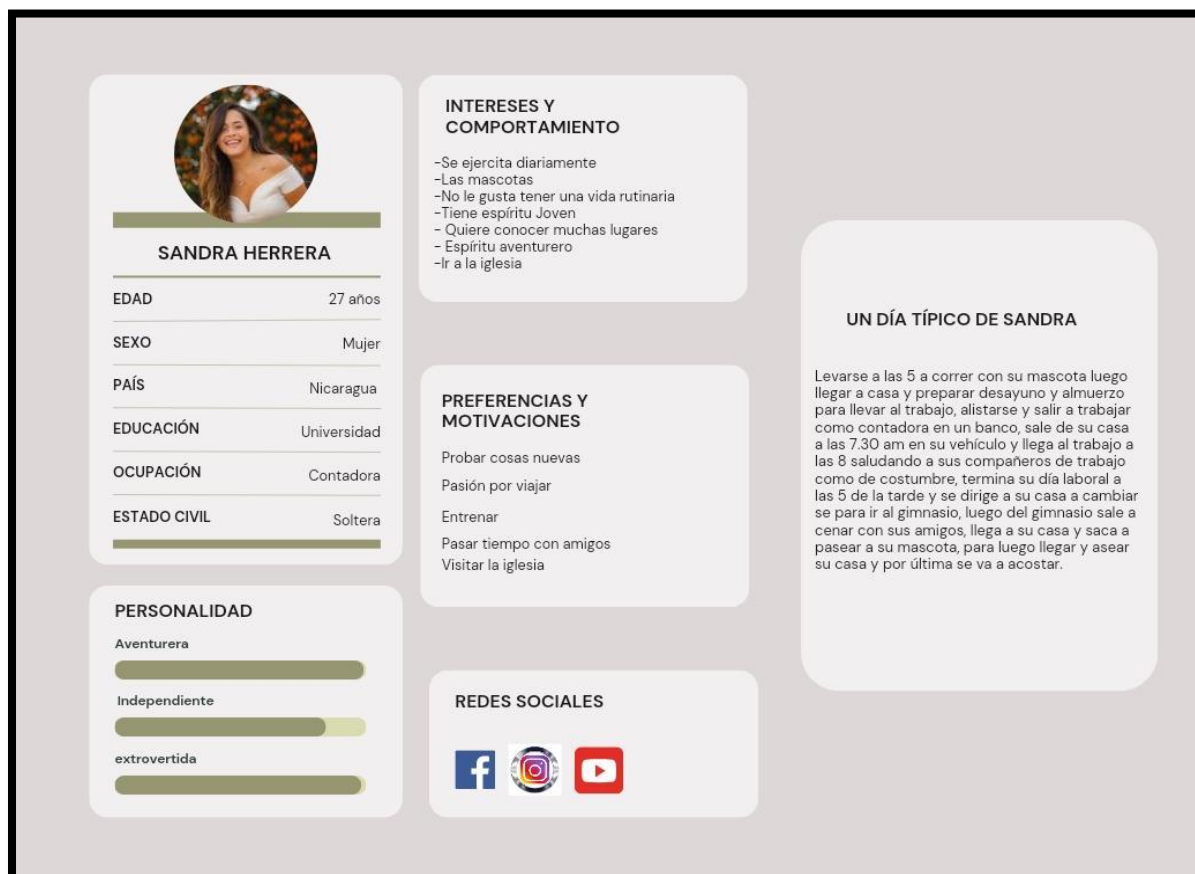 SANDRA HERRERA
EDAD 27 años
SEXO Mujer
PAÍS Nicaragua
EDUCACIÓN Universidad
OCUPACIÓN Contadora
ESTADO CIVIL Soltera
PERSONALIDAD
Aventurera
Independiente
extrovertida
INTERESES Y
COMPORTAMIENTO
-Se ejercita diariamente
-Las mascotas
-No le gusta tener una vida rutinaria
-Tiene espíritu Joven
- Quiere conocer muchas lugares
- Espíritu aventurero
-Ir a la iglesia
PREFERENCIAS Y
MOTIVACIONES
Probar cosas nuevas
Pasión por viajar
Entrenar
Pasar tiempo con amigos
Visitar la iglesia
REDES SOCIALES
UN DÍA TÍPICO DE SANDRA
Levarse a las 5 a correr con su mascota luego
llegar a casa y preparar desayuno y almuerzo
para llevar al trabajo, alistarse y salir a trabajar
como contadora en un banco, sale de su casa
a las 7.30 am en su vehículo y llega al trabajo a
las 8 saludando a sus compañeros de trabajo
como de costumbre, termina su día laboral a
las 5 de la tarde y se dirige a su casa a cambiar
se para ir al gimnasio, luego del gimnasio sale a
cenar con sus amigos, llega a su casa y saca a
pasear a su mascota, para luego llegar y asear
su casa y por última se va a acostar.